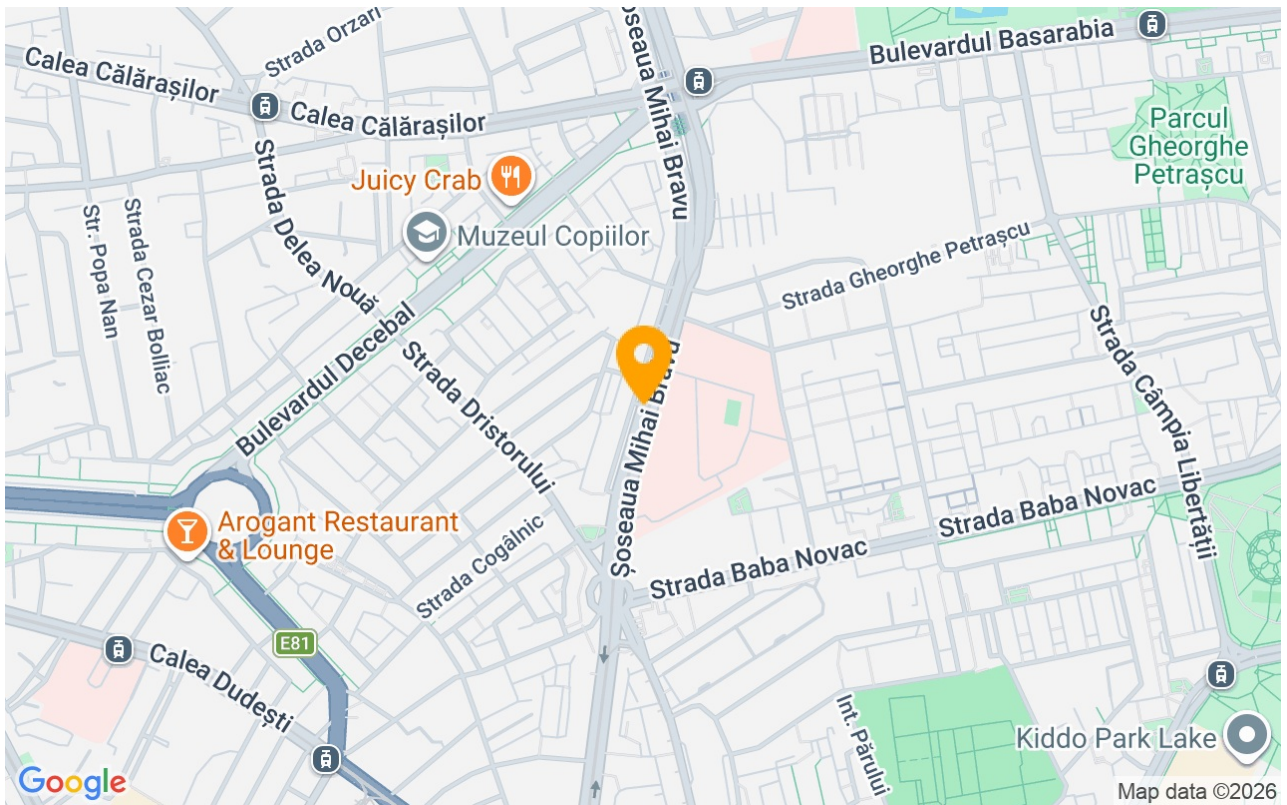 Strada Orzari
Calea Călărașilor
Calea Călărașilor
Șoseaua Mihai Bravu
Bulevardul Basarabia
Parcul
Gheorghe
Petrașcu
Juicy Crab
Muzeul Copiilor
Strada Delea Nouă
Str. Popa Nan
Strada Cezar Bolliac
Strada Gheorghe Petrașcu
Strada Câmpia Libertății
Bulevardul Decebal
Strada Dristorului
Șoseaua Mihai Bravu
Arogant Restaurant
& Lounge
Strada Cogâlnic
Strada Baba Novac
Strada Baba Novac
E81
Calea Dudești
Int. Părului
Kiddo Park Lake
Google
Map data ©2026